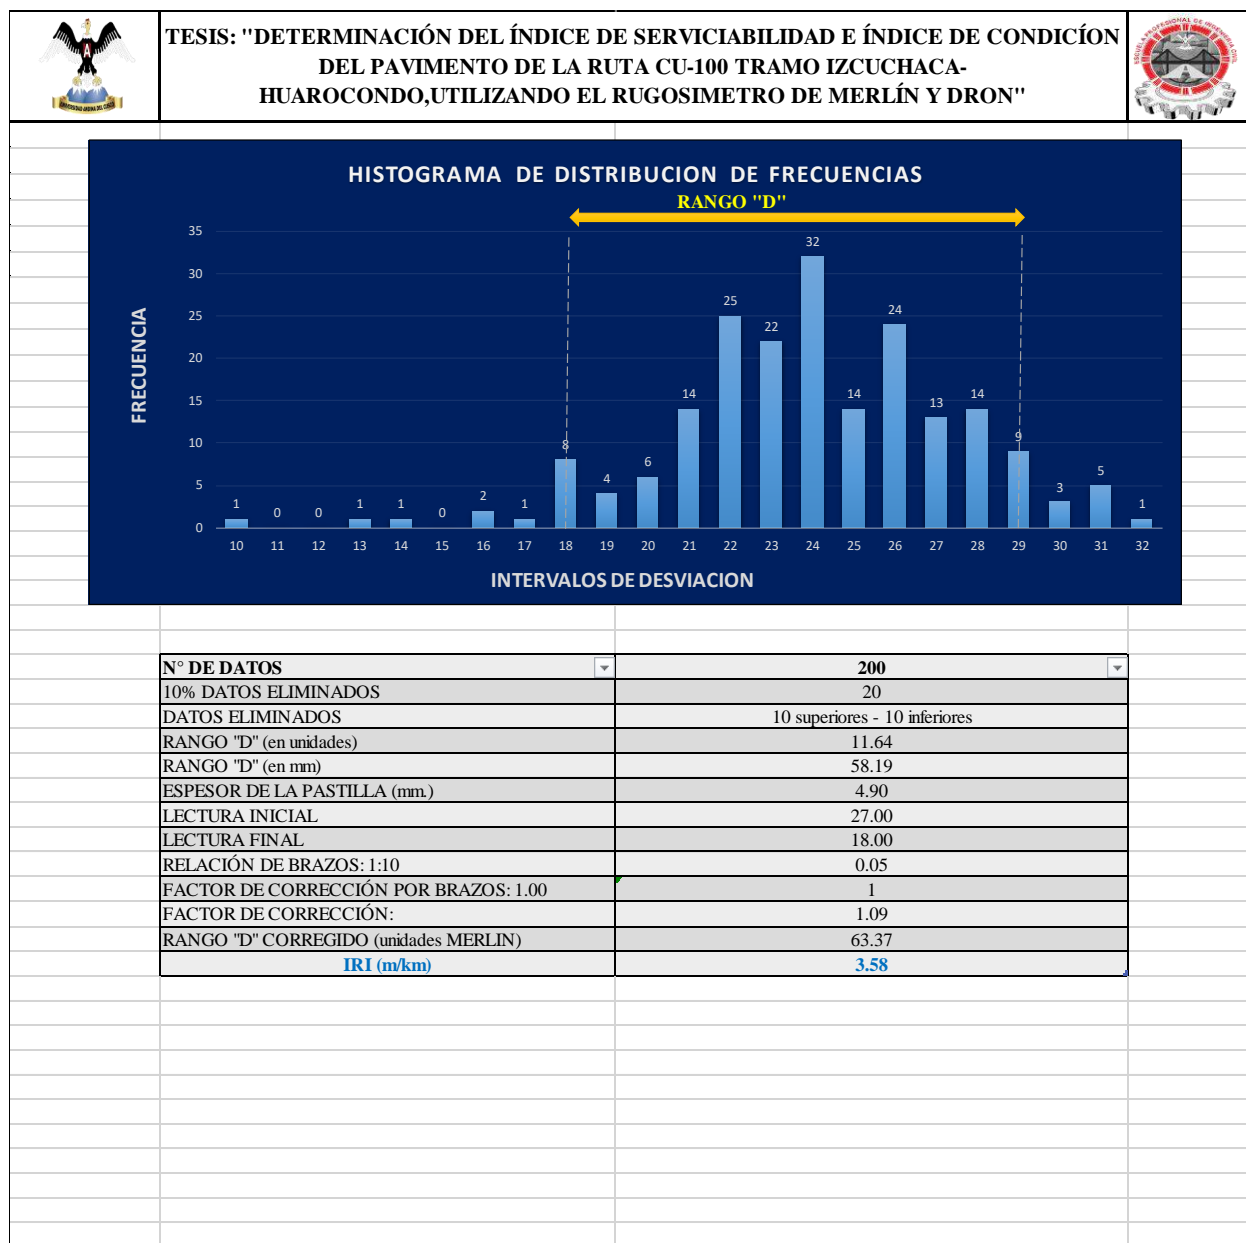 TESIS: "DETERMINACIÓN DEL ÍNDICE DE SERVICIABILIDAD E ÍNDICE DE CONDICÍON
DEL PAVIMENTO DE LA RUTA CU-100 TRAMO IZCUCHACA-
HUAROCONDO,UTILIZANDO EL RUGOSIMETRO DE MERLÍN Y DRON"
HISTOGRAMA DE DISTRIBUCION DE FRECUENCIAS
RANGO "D"
FRECUENCIA
35
30
25
20
15
10
5
0
1 0 0 1 1 0 2 1 8 4 6 14 25 22 32 14 24 13 14 9 3 5 1
10 11 12 13 14 15 16 17 18 19 20 21 22 23 24 25 26 27 28 29 30 31 32
INTERVALOS DE DESVIACION
N° DE DATOS 200
10% DATOS ELIMINADOS 20
DATOS ELIMINADOS 10 superiores - 10 inferiores
RANGO "D" (en unidades) 11.64
RANGO "D" (en mm) 58.19
ESPESOR DE LA PASTILLA (mm.) 4.90
LECTURA INICIAL 27.00
LECTURA FINAL 18.00
RELACIÓN DE BRAZOS: 1:10 0.05
FACTOR DE CORRECCIÓN POR BRAZOS: 1.00 1
FACTOR DE CORRECCIÓN: 1.09
RANGO "D" CORREGIDO (unidades MERLIN) 63.37
IRI (m/km) 3.58